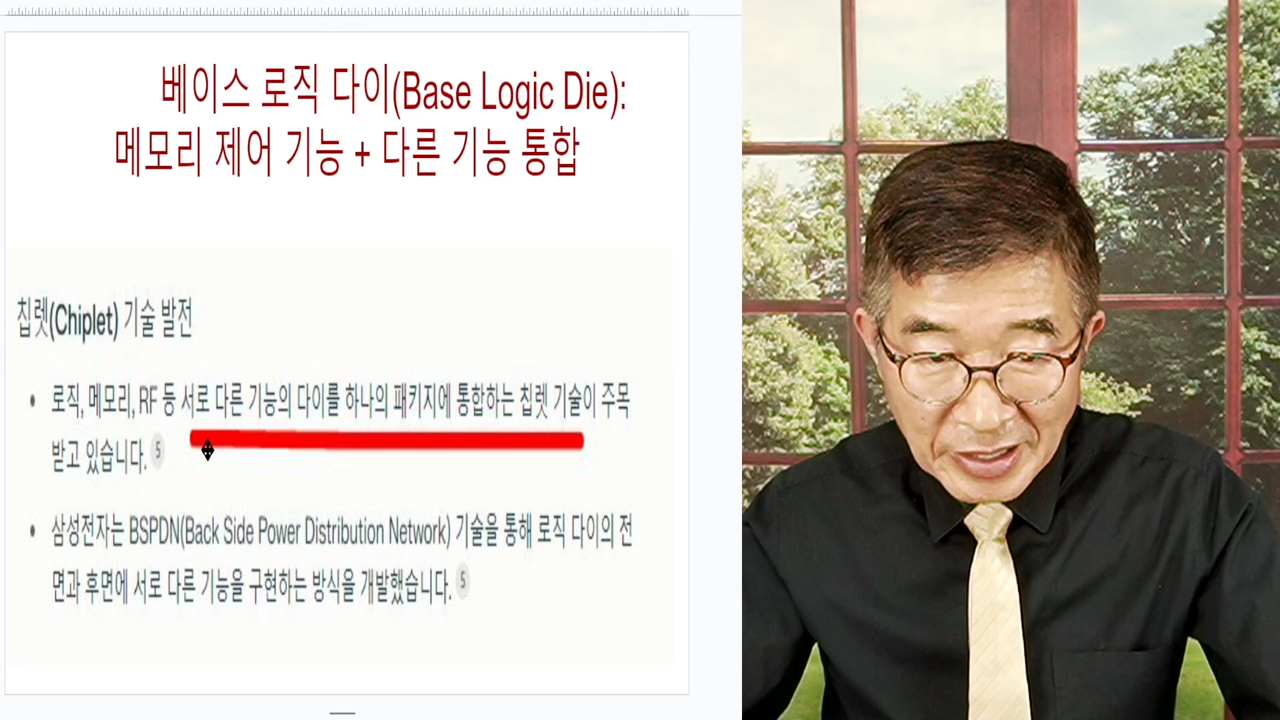 베이스 로직 다이(Base Logic Die):
메모리 제어 기능 + 다른 기능 통합
칩렛(Chiplet) 기술 발전
• 로직, 메모리, RF 등 서로 다른 기능의 다이를 하나의 패키지에 통합하는 칩렛 기술이 주목
받고 있습니다. 5
• 삼성전자는 BSPDN(Back Side Power Distribution Network) 기술을 통해 로직 다이의 전
면과 후면에 서로 다른 기능을 구현하는 방식을 개발했습니다. 5